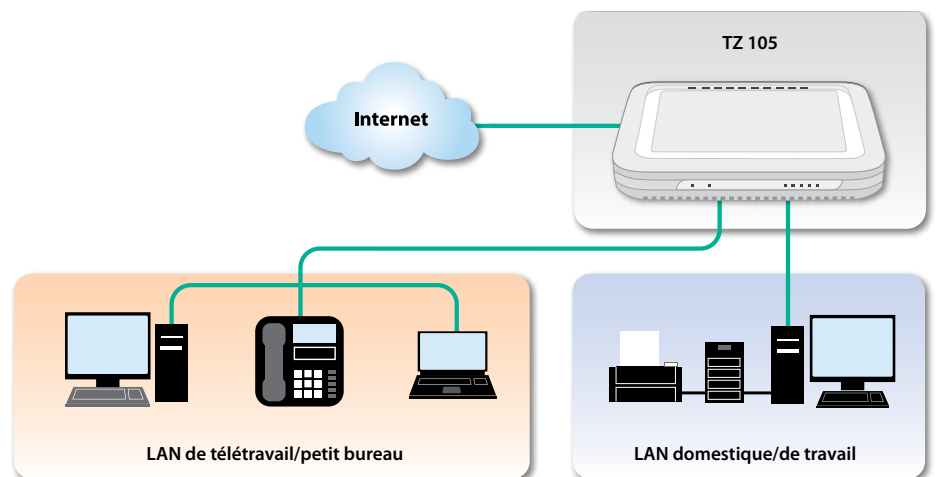 TZ 105
Internet
LAN de télétravail/petit bureau
LAN domestique/de travail